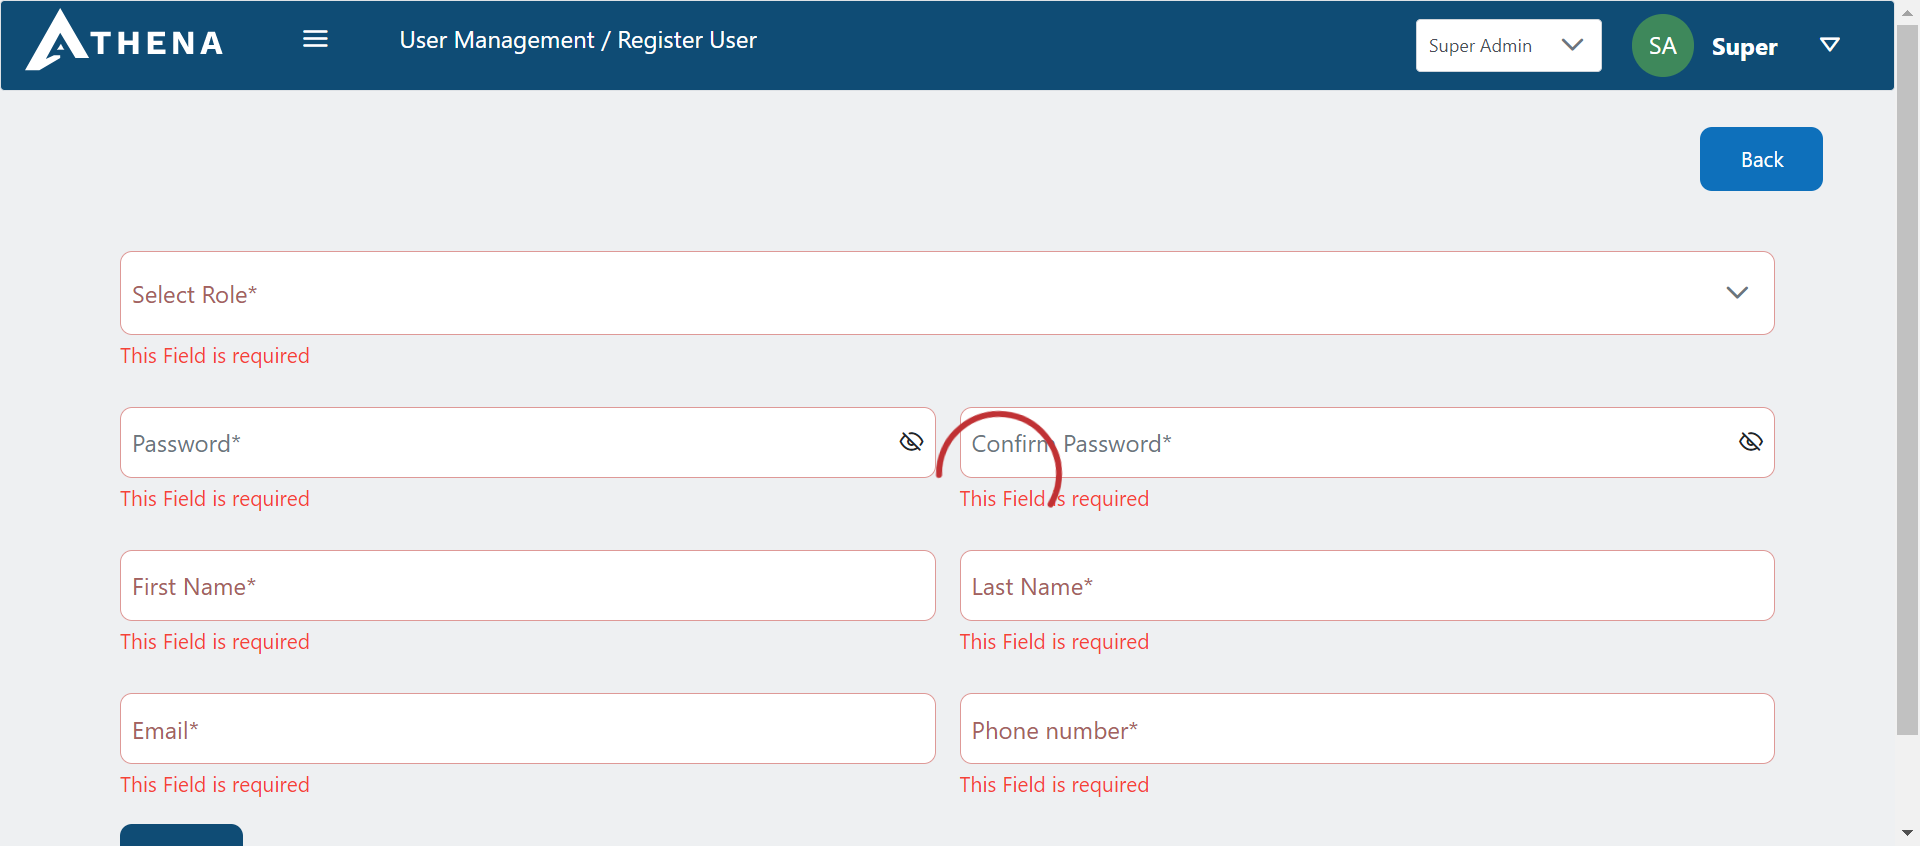 ATHENA
User Management / Register User
Super Admin
SA
Super
Back
Select Role*
This Field is required
Password*
Confirm Password*
This Field is required
This Field is required
First Name*
Last Name*
This Field is required
This Field is required
Email*
Phone number*
This Field is required
This Field is required